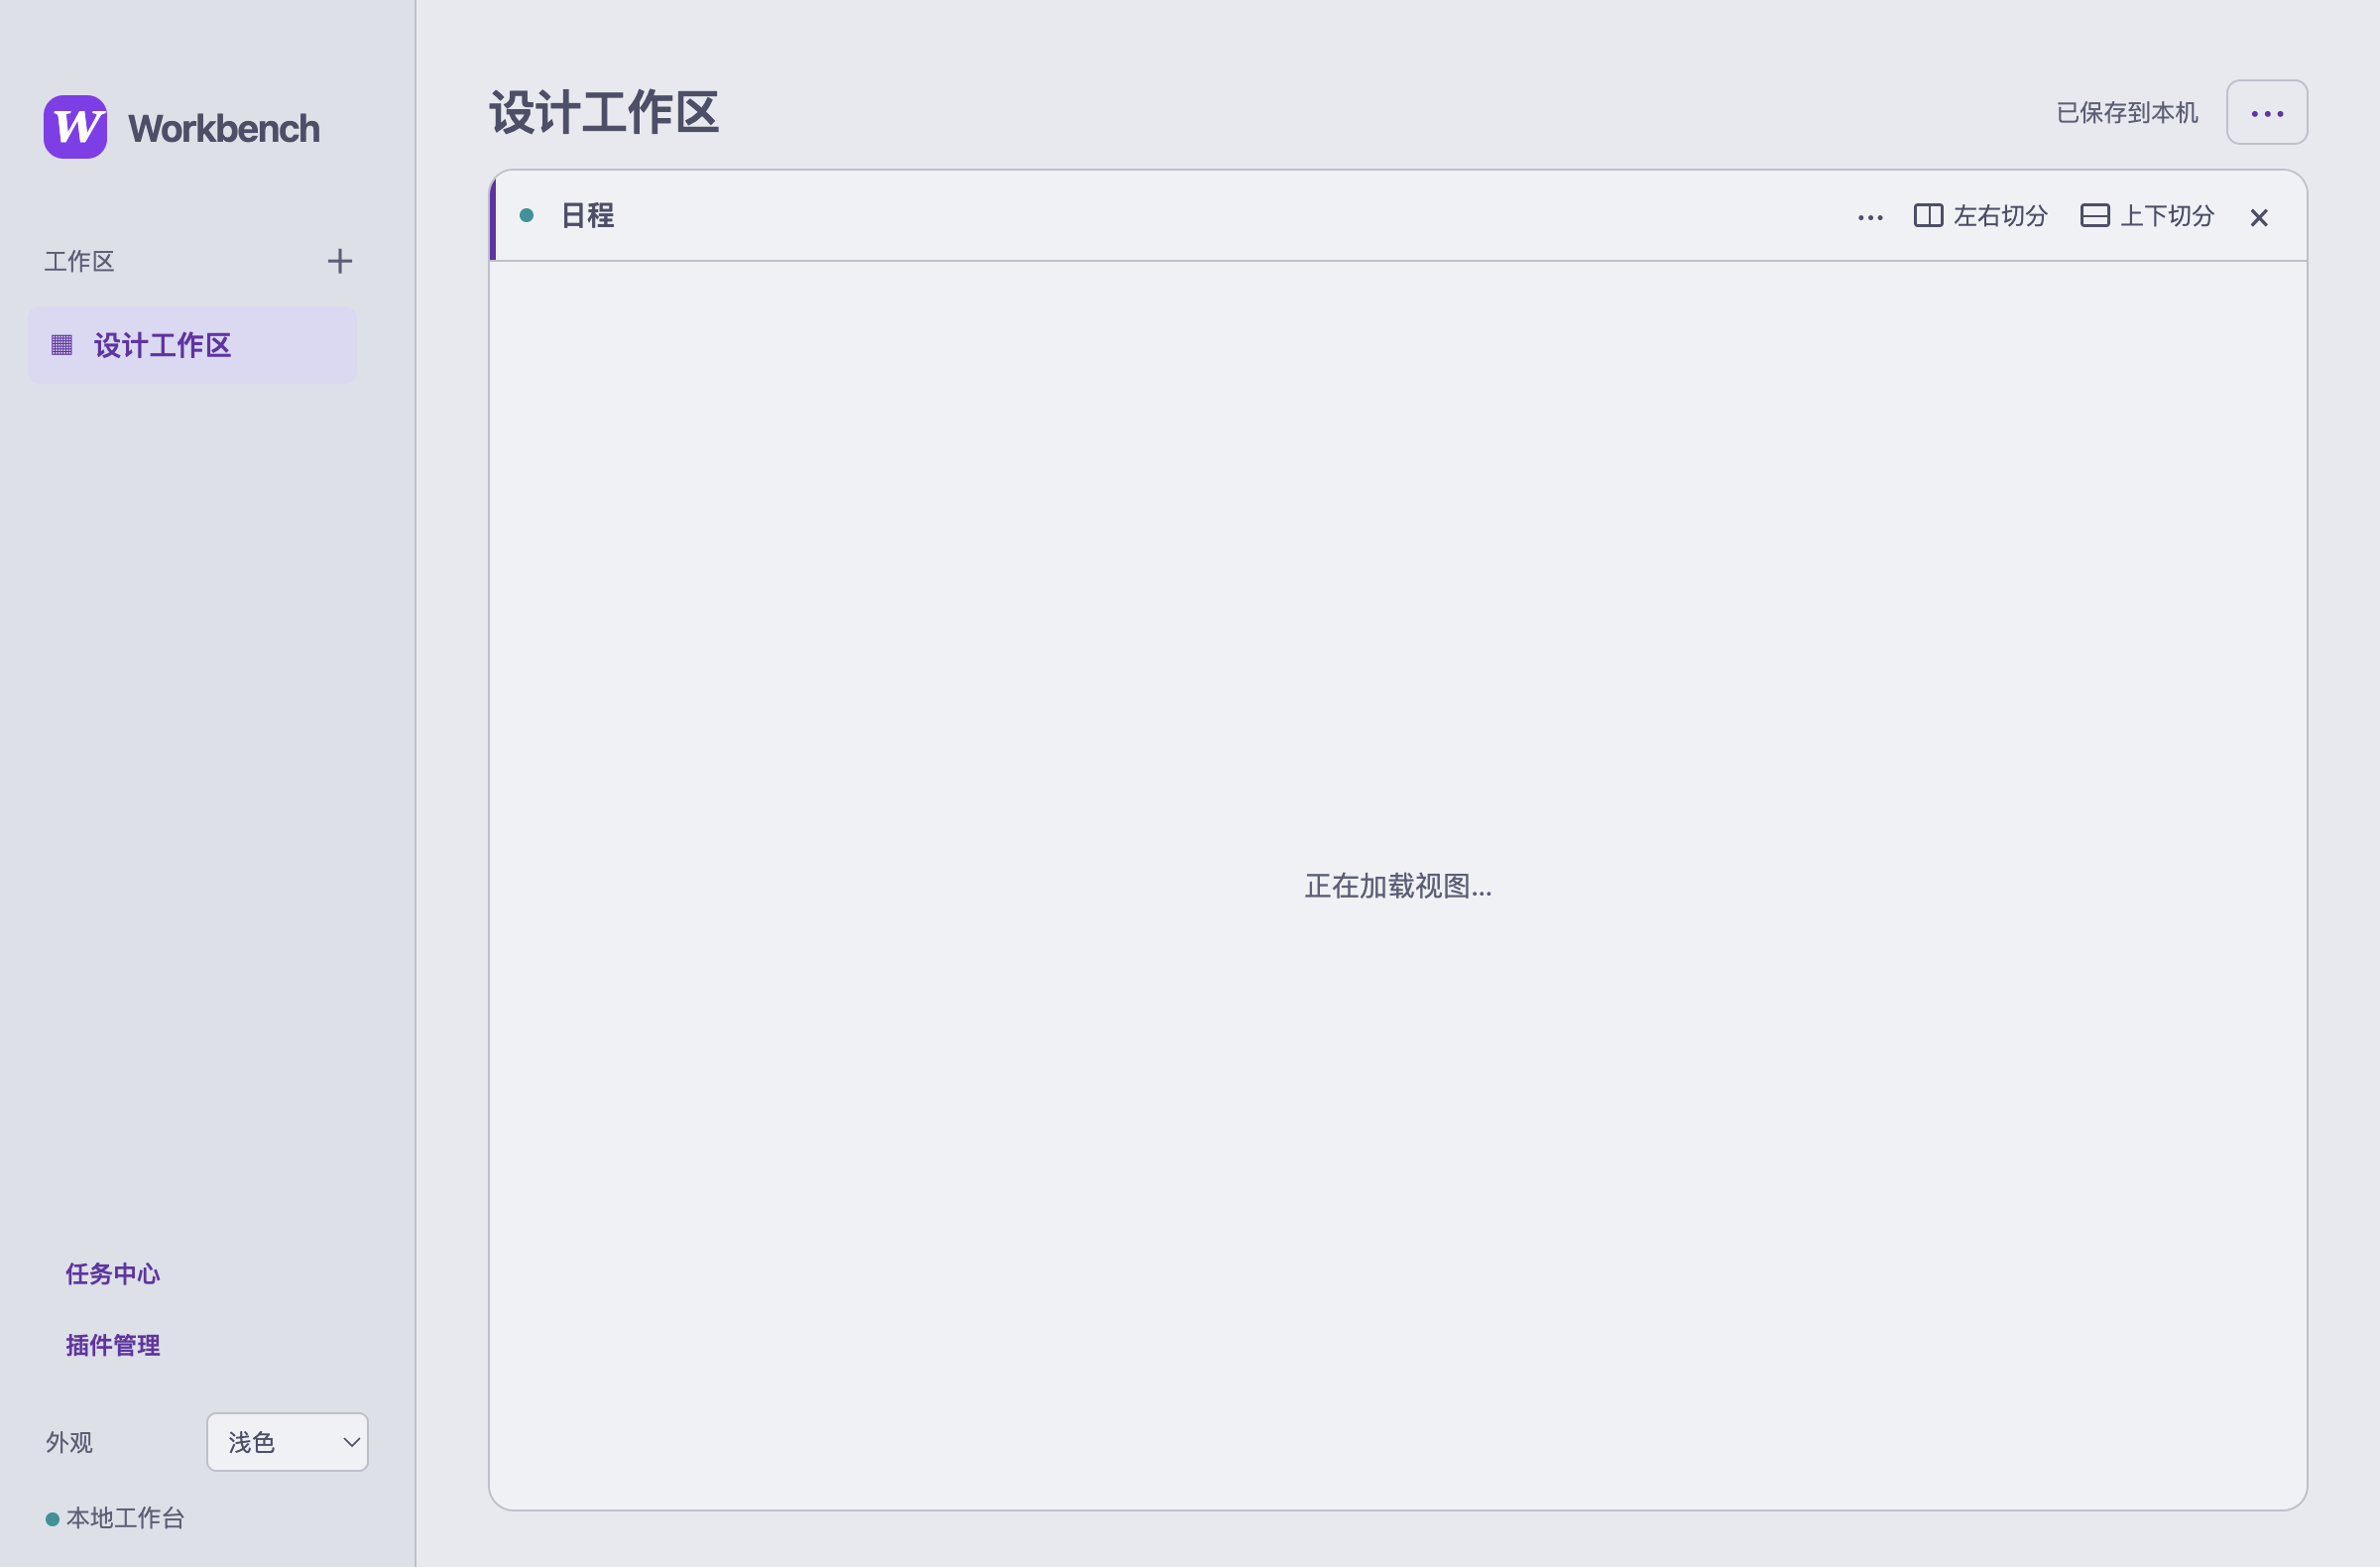 W Workbench
工作区 +
设计工作区
任务中心
插件管理
外观 浅色
本地工作台
设计工作区
已保存到本机 ...
日程 ... 左右切分 上下切分 ×
正在加载视图...